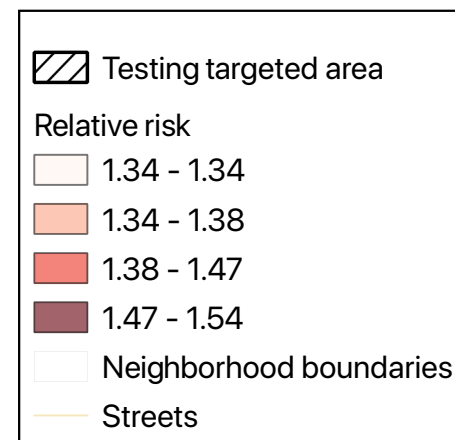 Testing targeted area
Relative risk
1.34 - 1.34
1.34 - 1.38
1.38 - 1.47
1.47 - 1.54
Neighborhood boundaries
Streets